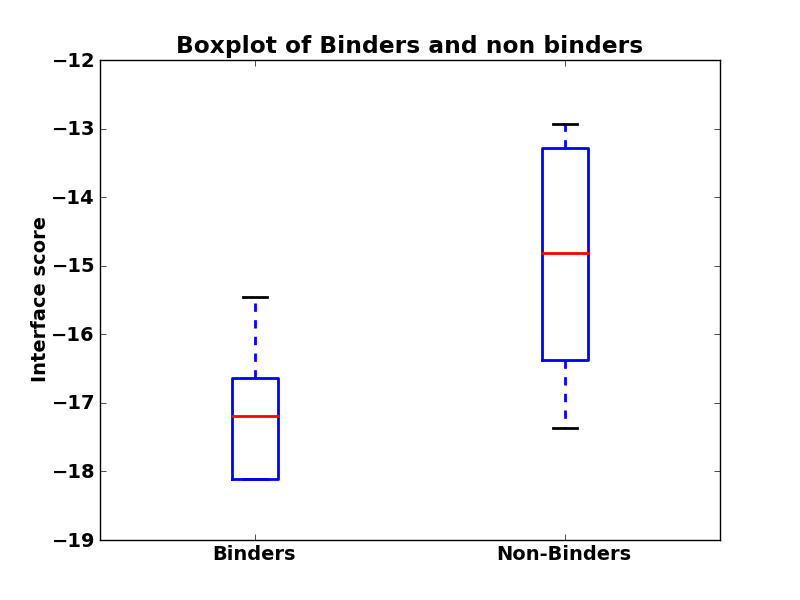 Boxplot of Binders and non binders
−12
−13
−14
−15
−16
−17
−18
−19
Interface score
Binders
Non-Binders